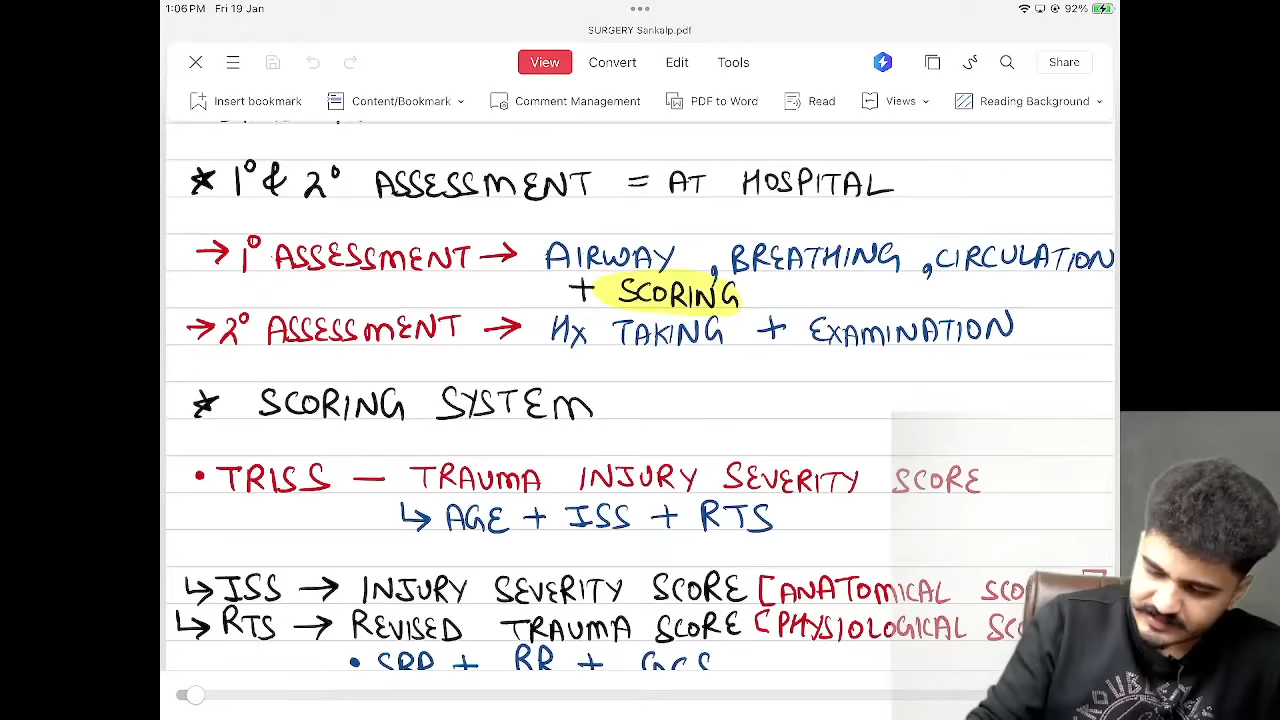 1:06 PM Fri 19 Jan
92%
SURGERY Sankalp.pdf
View Convert Edit Tools Share
Insert bookmark Content/Bookmark Comment Management PDF to Word Read Views Reading Background
* 1° & 2° ASSESSMENT = AT HOSPITAL
→ 1° ASSESSMENT → AIRWAY, BREATHING, CIRCULATION
+ SCORING
→ 2° ASSESSMENT → Hx TAKING + EXAMINATION
* SCORING SYSTEM
• TRISS — TRAUMA INJURY SEVERITY SCORE
↳ AGE + ISS + RTS
↳ ISS → INJURY SEVERITY SCORE [ANATOMICAL
↳ RTS → REVISED TRAUMA SCORE [PHYSIOLOGICAL
• SBP + RR + GCS